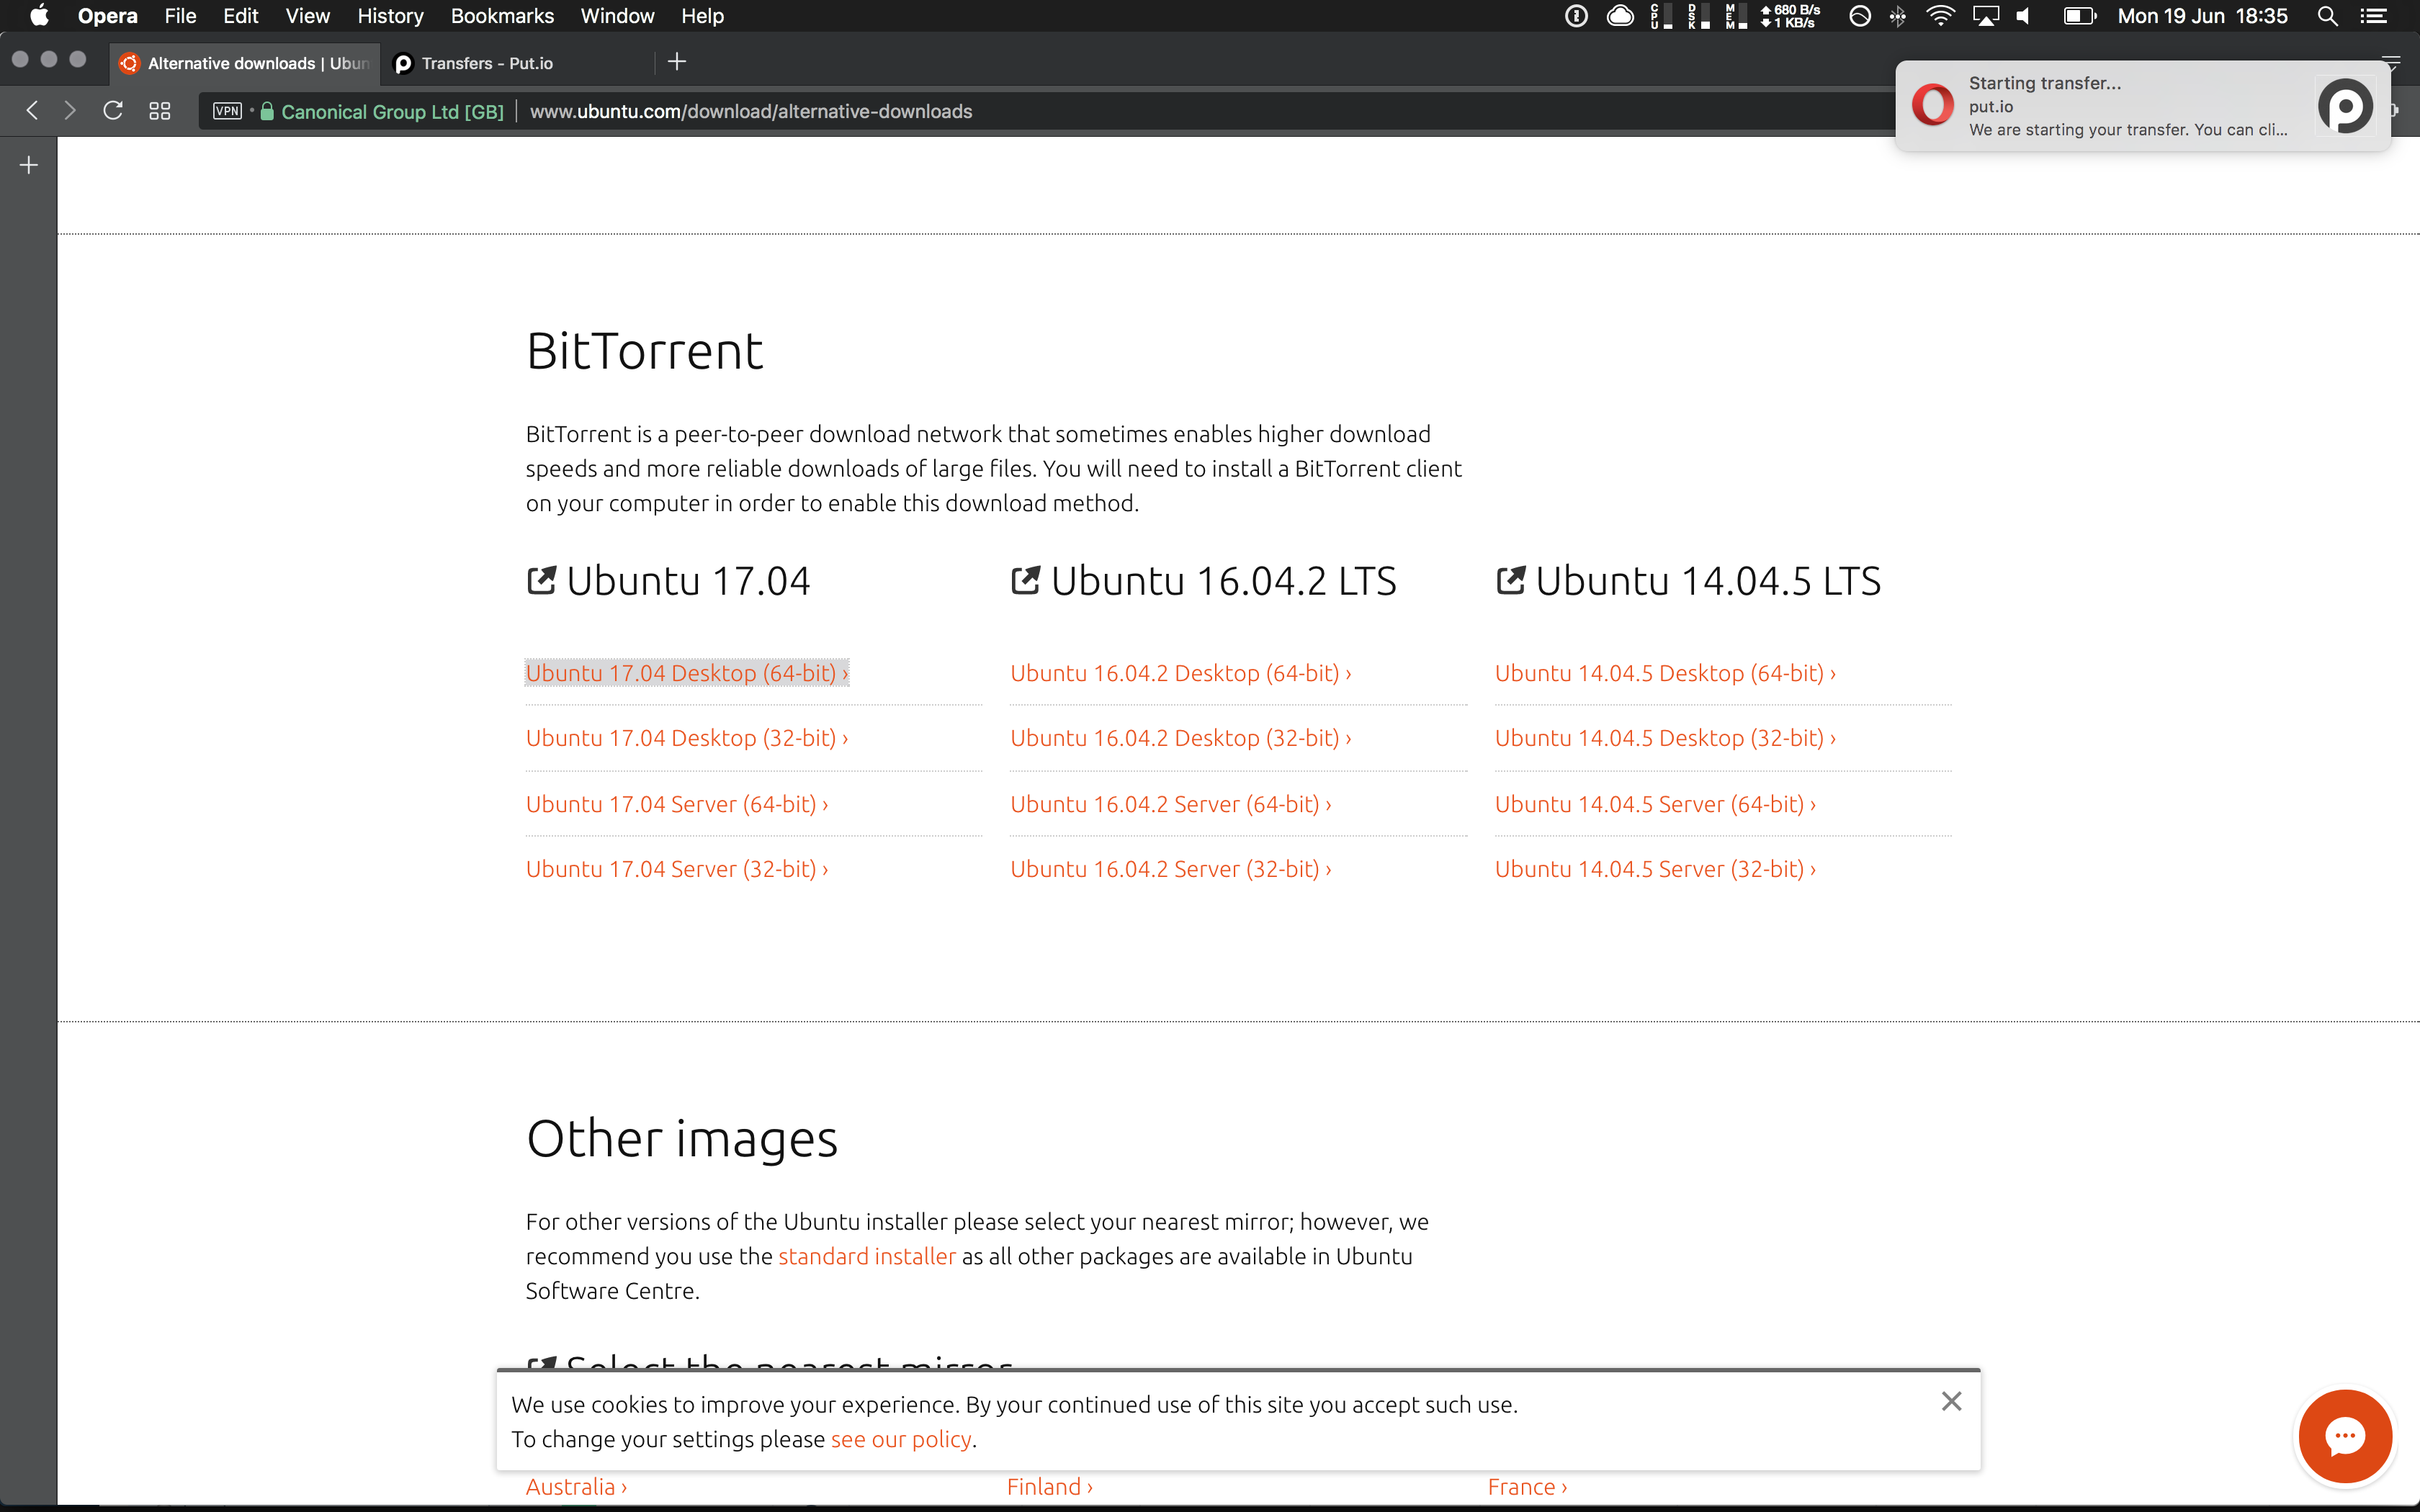 Opera File Edit View History Bookmarks Window Help
CPU DSK MEM 680 B/s 1 KB/s Mon 19 Jun 18:35
Alternative downloads | Ubun
Transfers - Put.io
VPN Canonical Group Ltd [GB] www.ubuntu.com/download/alternative-downloads
Starting transfer...
put.io
We are starting your transfer. You can cli...
BitTorrent
BitTorrent is a peer-to-peer download network that sometimes enables higher download
speeds and more reliable downloads of large files. You will need to install a BitTorrent client
on your computer in order to enable this download method.
Ubuntu 17.04
Ubuntu 17.04 Desktop (64-bit) ›
Ubuntu 17.04 Desktop (32-bit) ›
Ubuntu 17.04 Server (64-bit) ›
Ubuntu 17.04 Server (32-bit) ›
Ubuntu 16.04.2 LTS
Ubuntu 16.04.2 Desktop (64-bit) ›
Ubuntu 16.04.2 Desktop (32-bit) ›
Ubuntu 16.04.2 Server (64-bit) ›
Ubuntu 16.04.2 Server (32-bit) ›
Ubuntu 14.04.5 LTS
Ubuntu 14.04.5 Desktop (64-bit) ›
Ubuntu 14.04.5 Desktop (32-bit) ›
Ubuntu 14.04.5 Server (64-bit) ›
Ubuntu 14.04.5 Server (32-bit) ›
Other images
For other versions of the Ubuntu installer please select your nearest mirror; however, we
recommend you use the standard installer as all other packages are available in Ubuntu
Software Centre.
Select the nearest mirror
We use cookies to improve your experience. By your continued use of this site you accept such use.
To change your settings please see our policy.
Australia ›
Finland ›
France ›